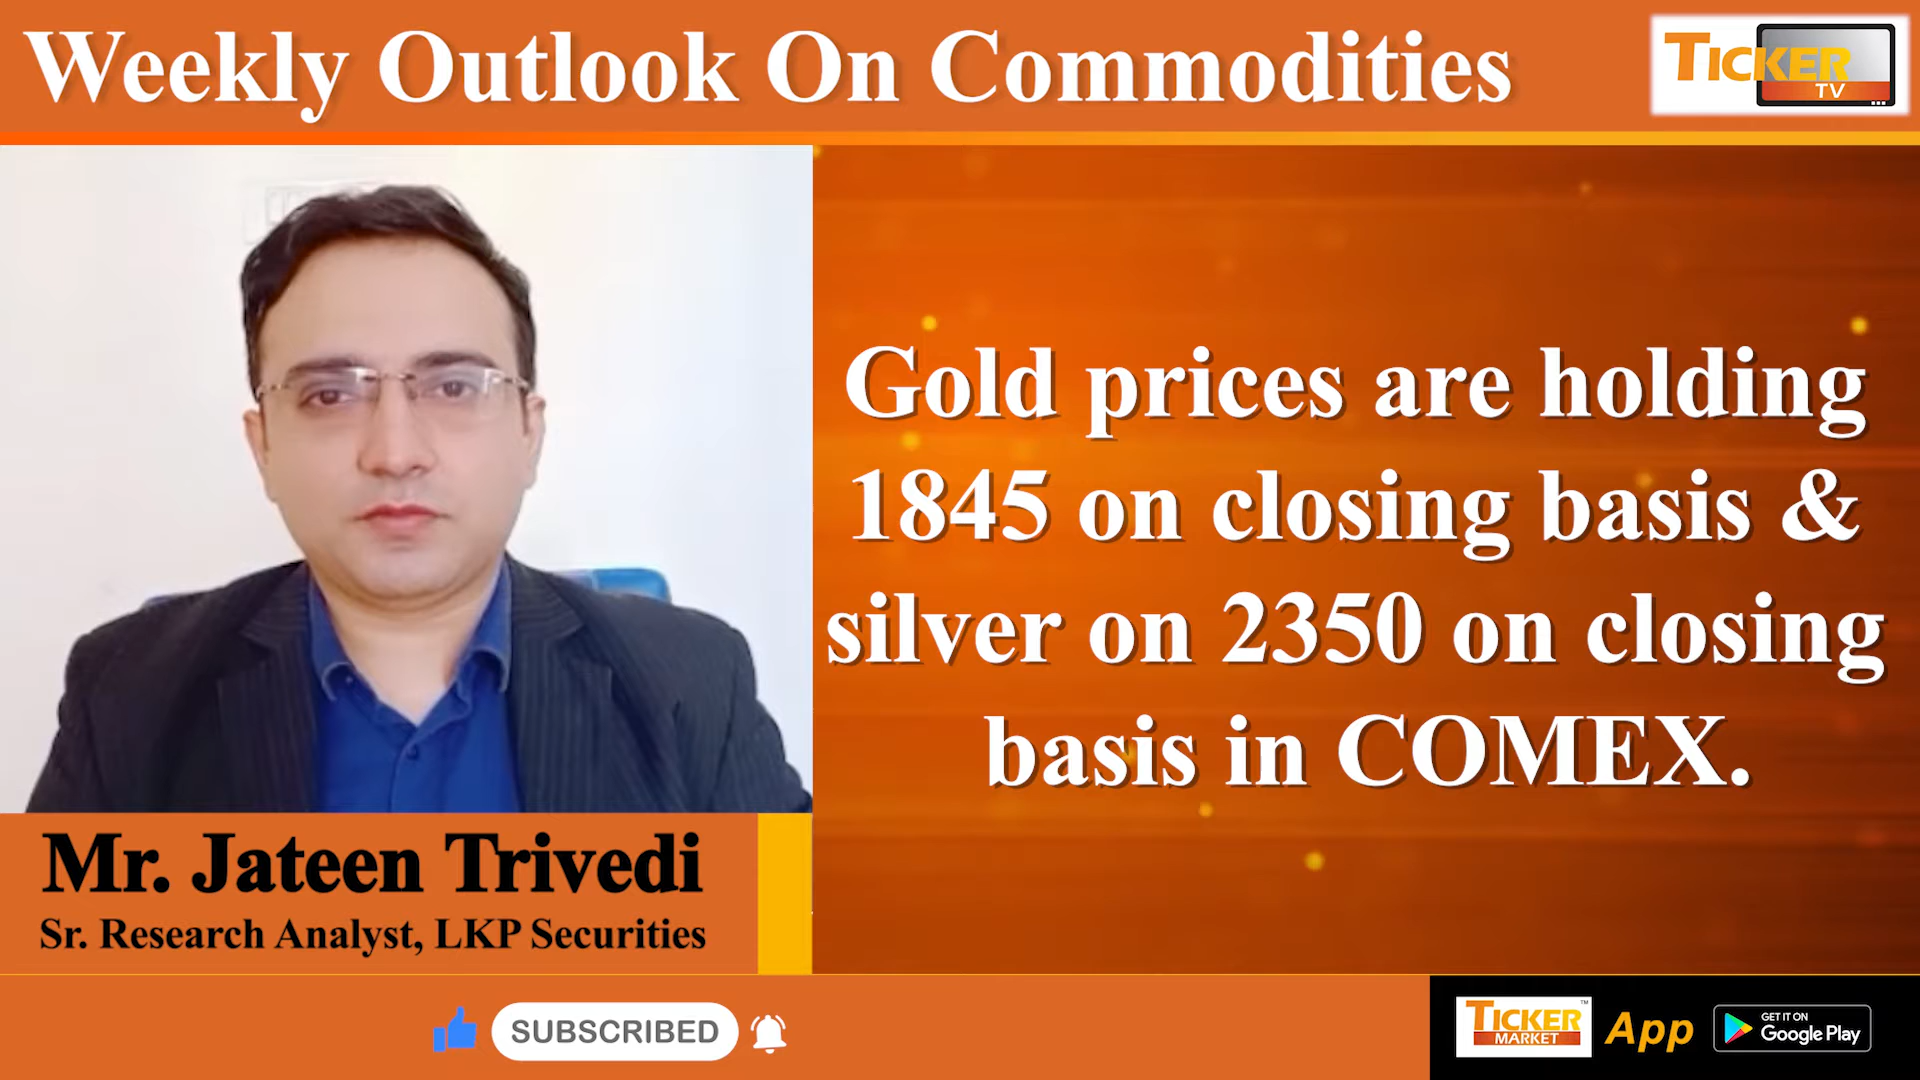 Weekly Outlook On Commodities
TICKER
TV
Gold prices are holding
1845 on closing basis &
silver on 2350 on closing
basis in COMEX.
Mr. Jateen Trivedi
Sr. Research Analyst, LKP Securities
SUBSCRIBED
TICKER
TM
MARKET
App
GET IT ON
Google Play